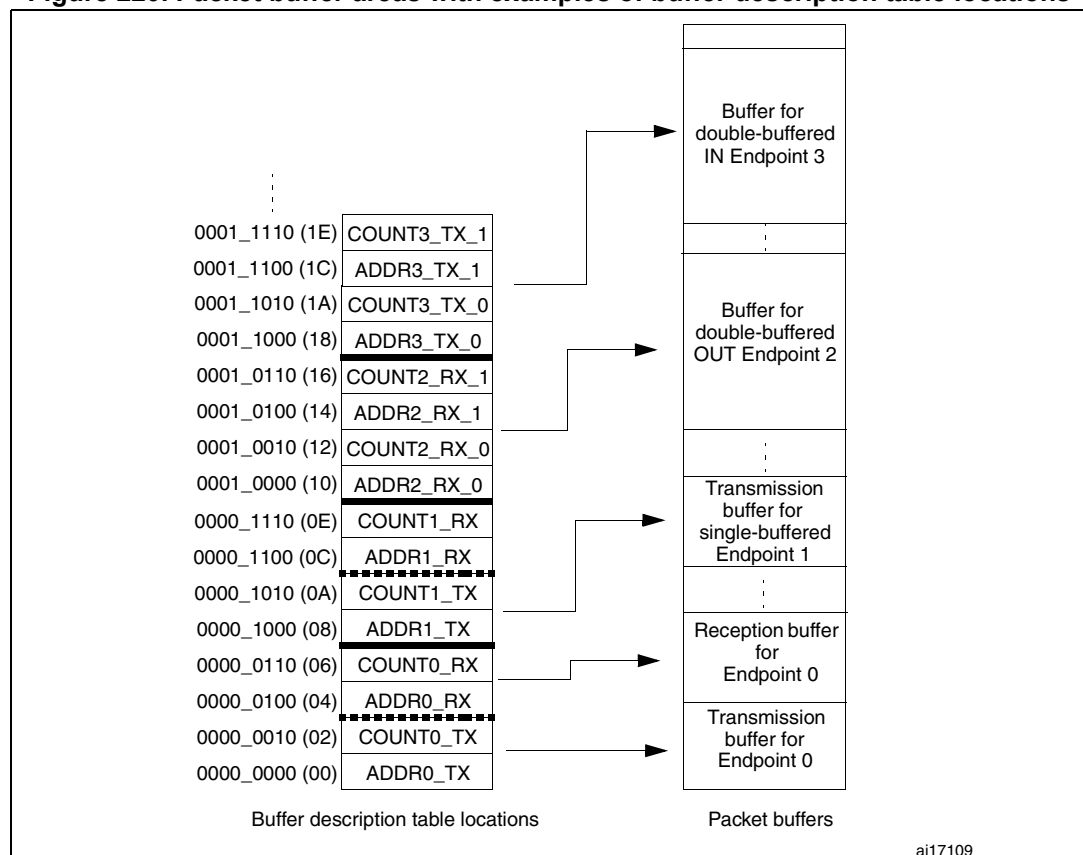 Figure 220. Packet buffer areas with examples of buffer description table locations
Buffer for
double-buffered
IN Endpoint 3
0001_1110 (1E) COUNT3_TX_1
0001_1100 (1C) ADDR3_TX_1
0001_1010 (1A) COUNT3_TX_0
0001_1000 (18) ADDR3_TX_0
Buffer for
double-buffered
OUT Endpoint 2
0001_0110 (16) COUNT2_RX_1
0001_0100 (14) ADDR2_RX_1
0001_0010 (12) COUNT2_RX_0
0001_0000 (10) ADDR2_RX_0
Transmission
buffer for
single-buffered
Endpoint 1
0000_1110 (0E) COUNT1_RX
0000_1100 (0C) ADDR1_RX
0000_1010 (0A) COUNT1_TX
0000_1000 (08) ADDR1_TX
Reception buffer
for
Endpoint 0
0000_0110 (06) COUNT0_RX
0000_0100 (04) ADDR0_RX
Transmission
buffer for
Endpoint 0
0000_0010 (02) COUNT0_TX
0000_0000 (00) ADDR0_TX
Buffer description table locations
Packet buffers
ai17109